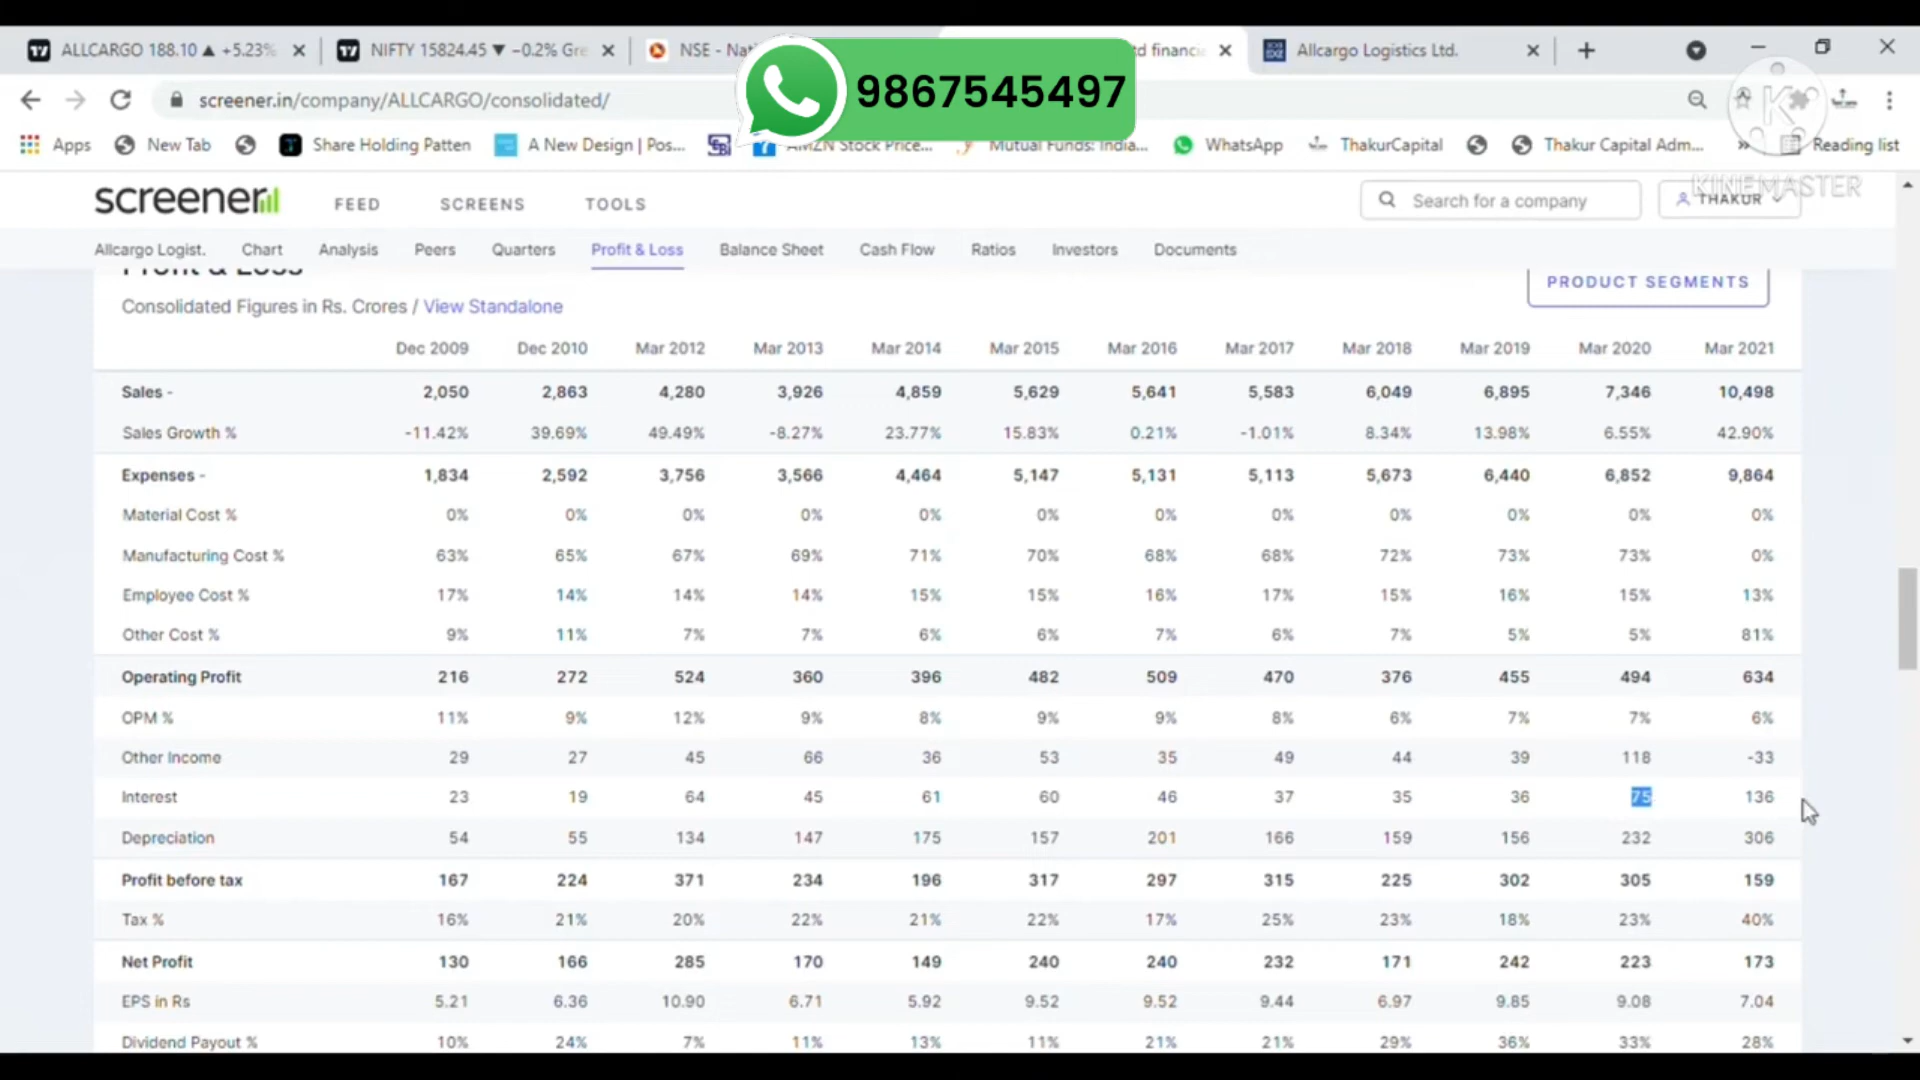 ALLCARGO 188.10 ▲ +5.23%
NIFTY 15824.45 ▼ −0.2% Gre
NSE - Nat
td financia
Allcargo Logistics Ltd.
9867545497
screener.in/company/ALLCARGO/consolidated/
Apps
New Tab
Share Holding Patten
A New Design | Pos...
AMZN Stock Price...
Mutual Funds: India...
WhatsApp
ThakurCapital
Thakur Capital Adm...
»
Reading list
KINEMASTER
screener
FEED SCREENS TOOLS
Search for a company
THAKUR
Allcargo Logist. Chart Analysis Peers Quarters Profit & Loss Balance Sheet Cash Flow Ratios Investors Documents
Profit & Loss
PRODUCT SEGMENTS
Consolidated Figures in Rs. Crores / View Standalone
Dec 2009 Dec 2010 Mar 2012 Mar 2013 Mar 2014 Mar 2015 Mar 2016 Mar 2017 Mar 2018 Mar 2019 Mar 2020 Mar 2021
Sales - 2,050 2,863 4,280 3,926 4,859 5,629 5,641 5,583 6,049 6,895 7,346 10,498
Sales Growth % -11.42% 39.69% 49.49% -8.27% 23.77% 15.83% 0.21% -1.01% 8.34% 13.98% 6.55% 42.90%
Expenses - 1,834 2,592 3,756 3,566 4,464 5,147 5,131 5,113 5,673 6,440 6,852 9,864
Material Cost % 0% 0% 0% 0% 0% 0% 0% 0% 0% 0% 0% 0%
Manufacturing Cost % 63% 65% 67% 69% 71% 70% 68% 68% 72% 73% 73% 0%
Employee Cost % 17% 14% 14% 14% 15% 15% 16% 17% 15% 16% 15% 13%
Other Cost % 9% 11% 7% 7% 6% 6% 7% 6% 7% 5% 5% 81%
Operating Profit 216 272 524 360 396 482 509 470 376 455 494 634
OPM % 11% 9% 12% 9% 8% 9% 9% 8% 6% 7% 7% 6%
Other Income 29 27 45 66 36 53 35 49 44 39 118 -33
Interest 23 19 64 45 61 60 46 37 35 36 75 136
Depreciation 54 55 134 147 175 157 201 166 159 156 232 306
Profit before tax 167 224 371 234 196 317 297 315 225 302 305 159
Tax % 16% 21% 20% 22% 21% 22% 17% 25% 23% 18% 23% 40%
Net Profit 130 166 285 170 149 240 240 232 171 242 223 173
EPS in Rs 5.21 6.36 10.90 6.71 5.92 9.52 9.52 9.44 6.97 9.85 9.08 7.04
Dividend Payout % 10% 24% 7% 11% 13% 11% 21% 21% 29% 36% 33% 28%